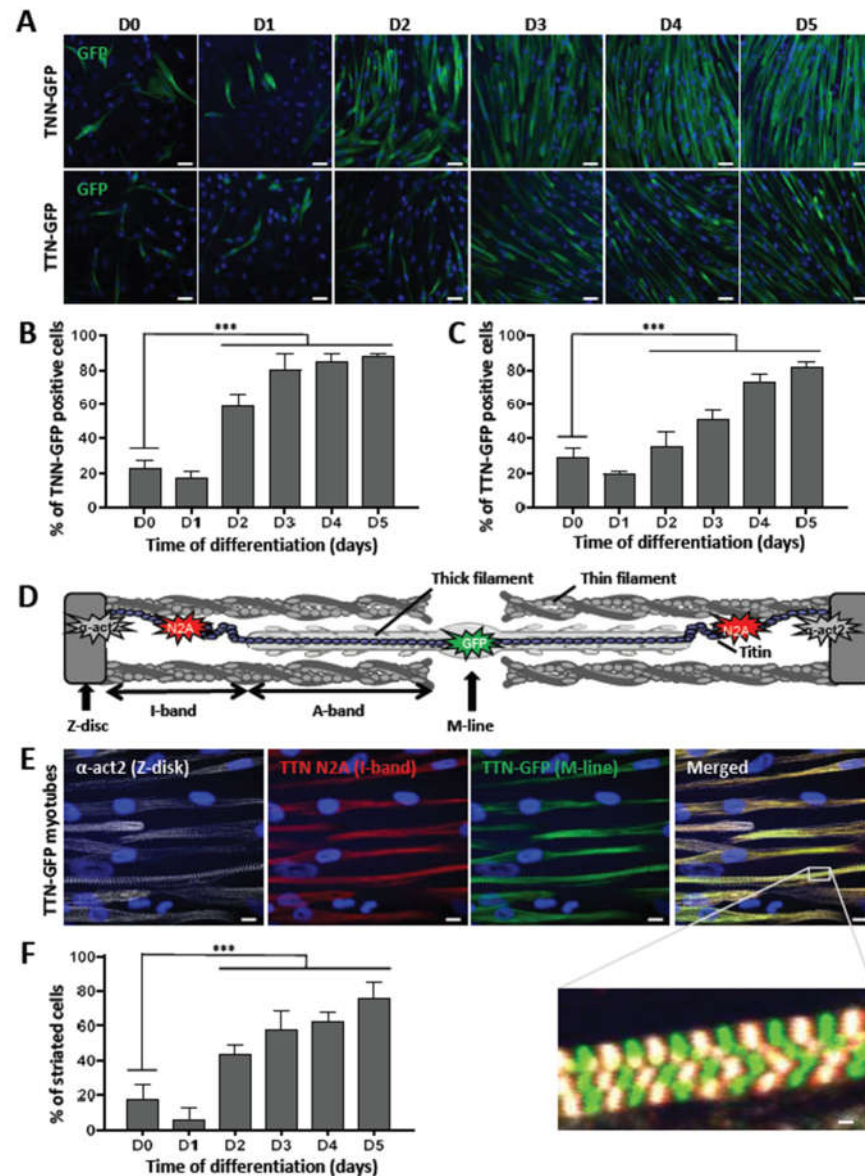 A
D0 D1 D2 D3 D4 D5
TNN-GFP
GFP
TTN-GFP
GFP
B
% of TNN-GFP positive cells
100
80
60
40
20
0
***
D0 D1 D2 D3 D4 D5
Time of differentiation (days)
C
% of TTN-GFP positive cells
100
80
60
40
20
0
***
D0 D1 D2 D3 D4 D5
Time of differentiation (days)
D
Thick filament
Thin filament
α-act2
N2A
GFP
N2A
α-act2
Titin
I-band
A-band
Z-disc
M-line
E
TTN-GFP myotubes
α-act2 (Z-disk)
TTN N2A (I-band)
TTN-GFP (M-line)
Merged
F
% of striated cells
100
80
60
40
20
0
***
D0 D1 D2 D3 D4 D5
Time of differentiation (days)